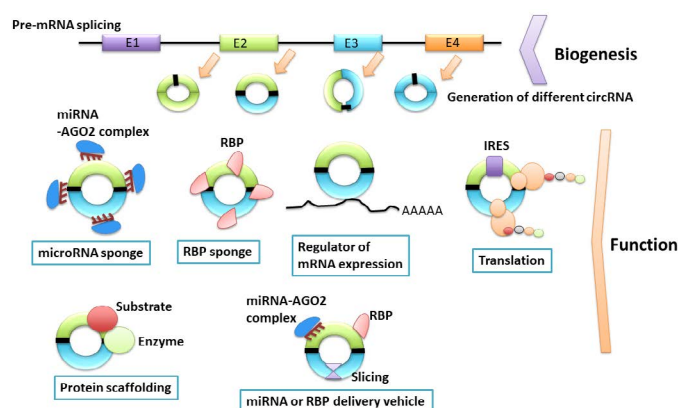 Pre-mRNA splicing
E1 E2 E3 E4
Biogenesis
Generation of different circRNA
miRNA
-AGO2 complex
RBP
IRES
AAAAA
microRNA sponge
RBP sponge
Regulator of
mRNA expression
Translation
Function
Substrate
Enzyme
Protein scaffolding
miRNA-AGO2
complex
RBP
Slicing
miRNA or RBP delivery vehicle